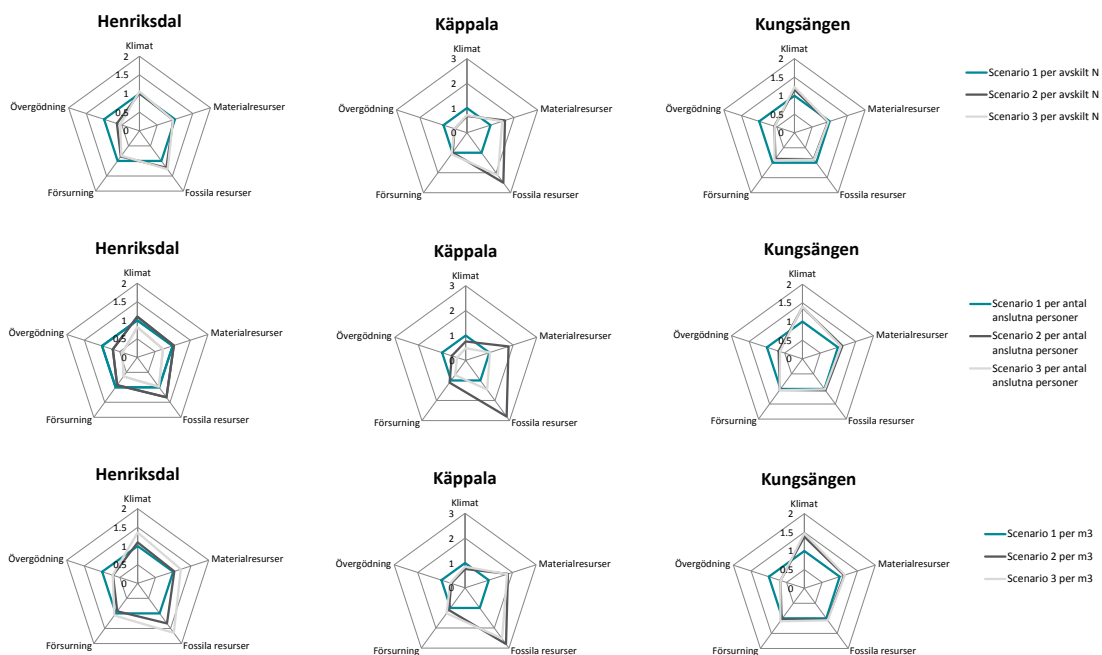 Henriksdal
Klimat
2
1.5
1
0.5
0
Övergödning
Materialresurser
Försurning
Fossila resurser
Käppala
Klimat
3
2
1
0
Övergödning
Materialresurser
Försurning
Fossila resurser
Kungsängen
Klimat
2
1.5
1
0.5
0
Övergödning
Materialresurser
Försurning
Fossila resurser
Scenario 1 per avskilt N
Scenario 2 per avskilt N
Scenario 3 per avskilt N
Henriksdal
Klimat
2
1.5
1
0.5
0
Övergödning
Materialresurser
Försurning
Fossila resurser
Käppala
Klimat
3
2
1
0
Övergödning
Materialresurser
Försurning
Fossila resurser
Kungsängen
Klimat
2
1.5
1
0.5
0
Övergödning
Materialresurser
Försurning
Fossila resurser
Scenario 1 per antal
anslutna personer
Scenario 2 per antal
anslutna personer
Scenario 3 per antal
anslutna personer
Henriksdal
Klimat
2
1.5
1
0.5
0
Övergödning
Materialresurser
Försurning
Fossila resurser
Käppala
Klimat
3
2
1
0
Övergödning
Materialresurser
Försurning
Fossila resurser
Kungsängen
Klimat
2
1.5
1
0.5
0
Övergödning
Materialresurser
Försurning
Fossila resurser
Scenario 1 per m3
Scenario 2 per m3
Scenario 3 per m3